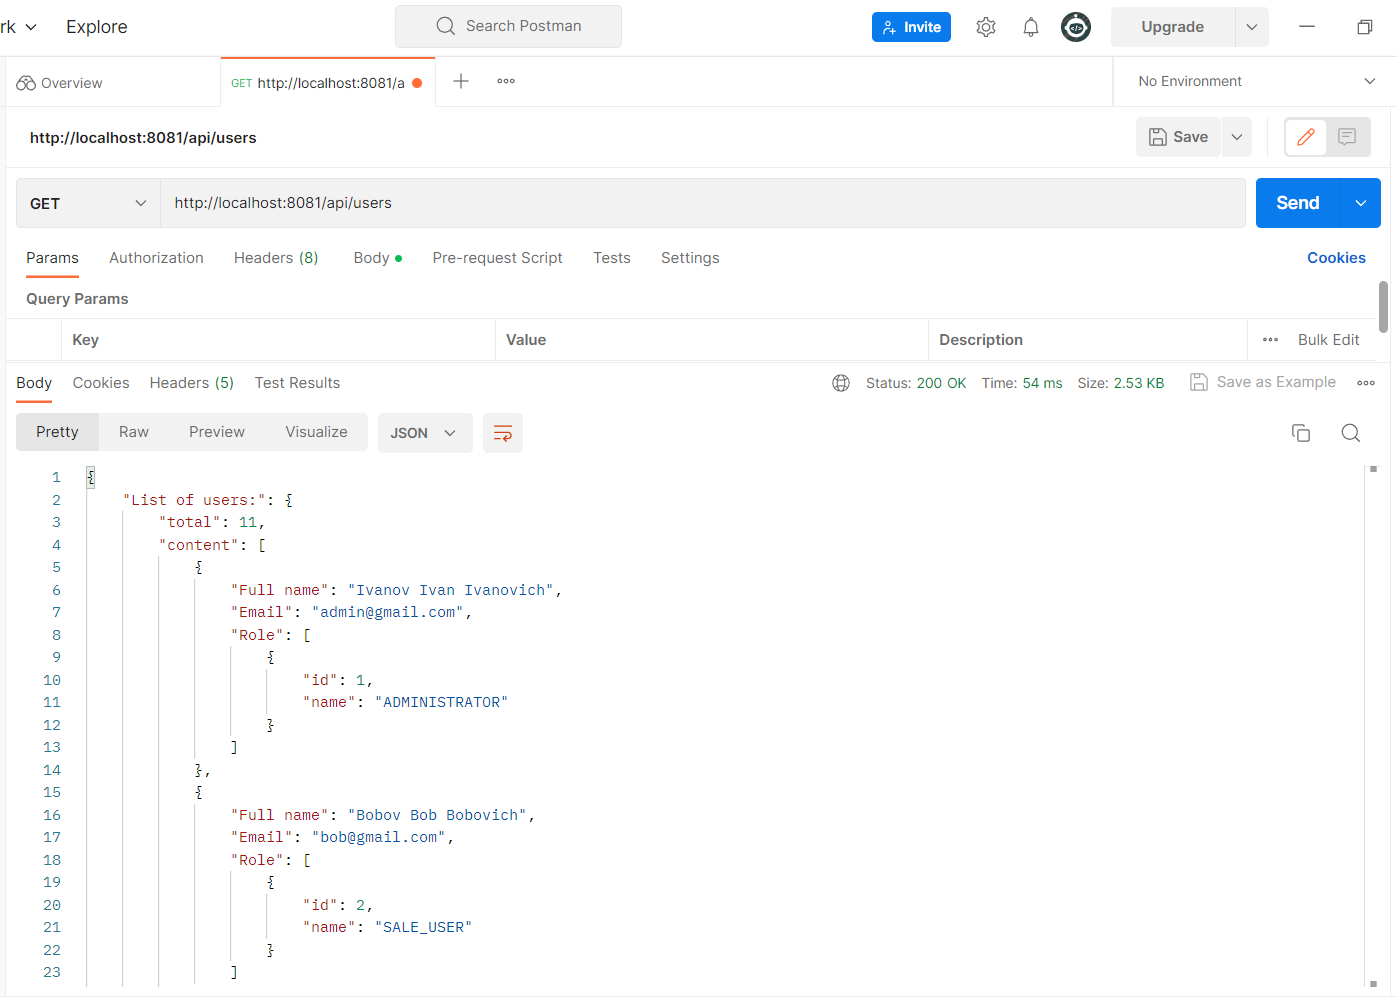 rk Explore Search Postman Invite Upgrade
Overview GET http://localhost:8081/a No Environment
http://localhost:8081/api/users Save
GET http://localhost:8081/api/users Send
Params Authorization Headers (8) Body Pre-request Script Tests Settings Cookies
Query Params
Key Value Description Bulk Edit
Body Cookies Headers (5) Test Results Status: 200 OK Time: 54 ms Size: 2.53 KB Save as Example
Pretty Raw Preview Visualize JSON
1 {
2 "List of users:": {
3 "total": 11,
4 "content": [
5 {
6 "Full name": "Ivanov Ivan Ivanovich",
7 "Email": "admin@gmail.com",
8 "Role": [
9 {
10 "id": 1,
11 "name": "ADMINISTRATOR"
12 }
13 ]
14 },
15 {
16 "Full name": "Bobov Bob Bobovich",
17 "Email": "bob@gmail.com",
18 "Role": [
19 {
20 "id": 2,
21 "name": "SALE_USER"
22 }
23 ]